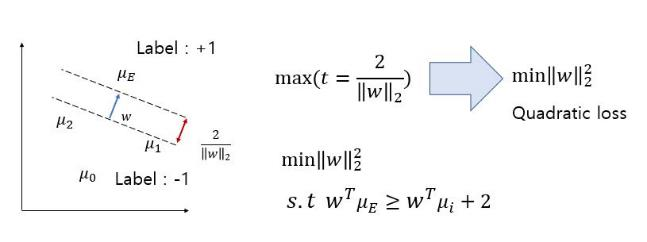 Label : +1
μ_E
w
μ_2
μ_1
2/‖w‖_2
μ_0 Label : -1
max(t = 2/‖w‖_2)
min‖w‖_2^2
Quadratic loss
min‖w‖_2^2
s.t w^T μ_E ≥ w^T μ_i + 2